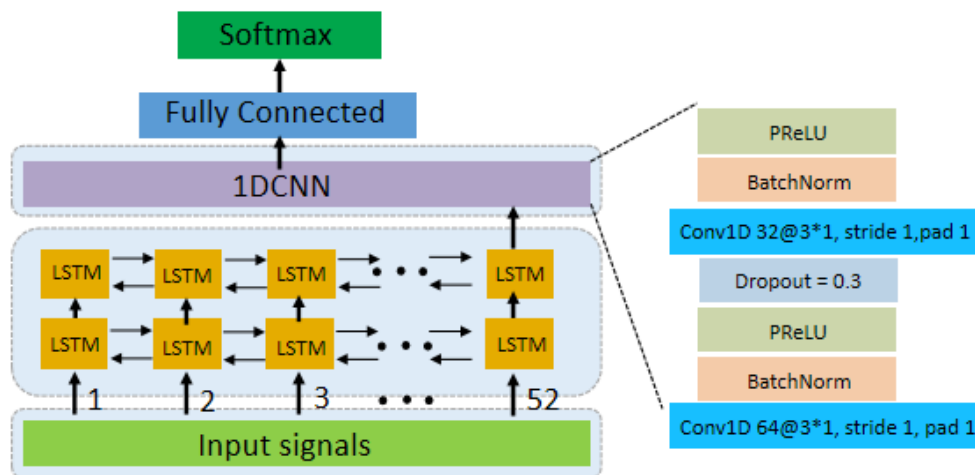 Softmax
Fully Connected
1DCNN
LSTM LSTM LSTM • • • LSTM
LSTM LSTM LSTM • • • LSTM
1 2 3 • • • 52
Input signals
PReLU
BatchNorm
Conv1D 32@3*1, stride 1,pad 1
Dropout = 0.3
PReLU
BatchNorm
Conv1D 64@3*1, stride 1, pad 1